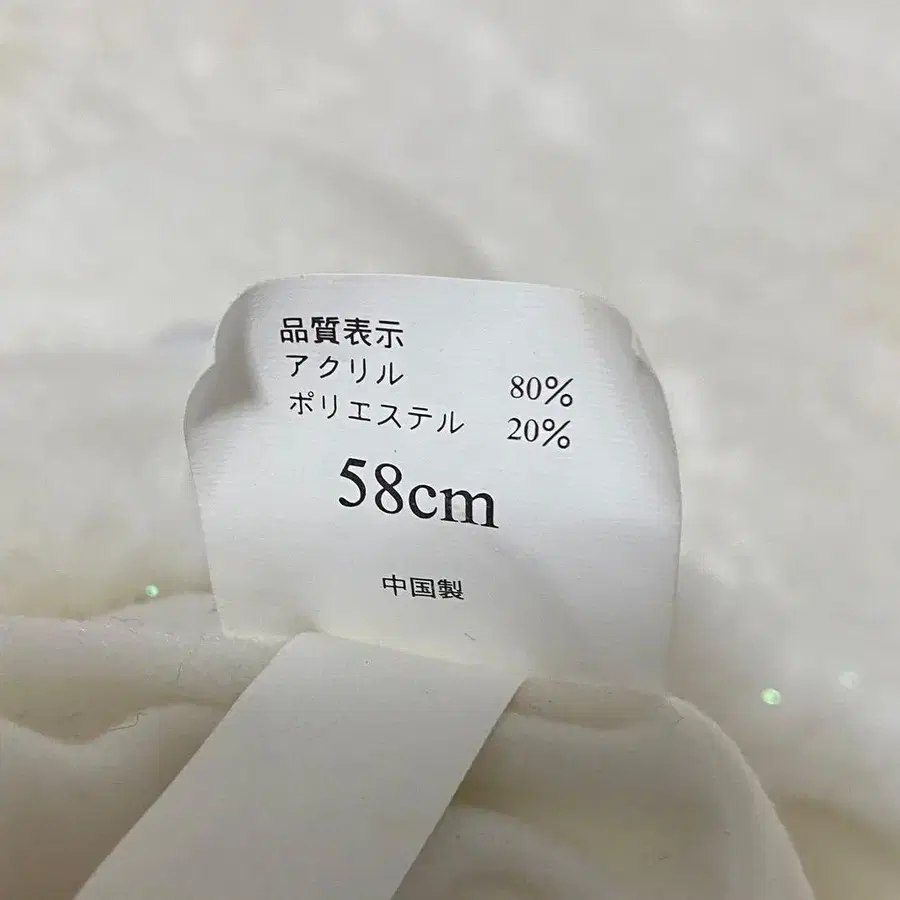 品質表示
アクリル 80%
ポリエステル 20%
58cm
中国製